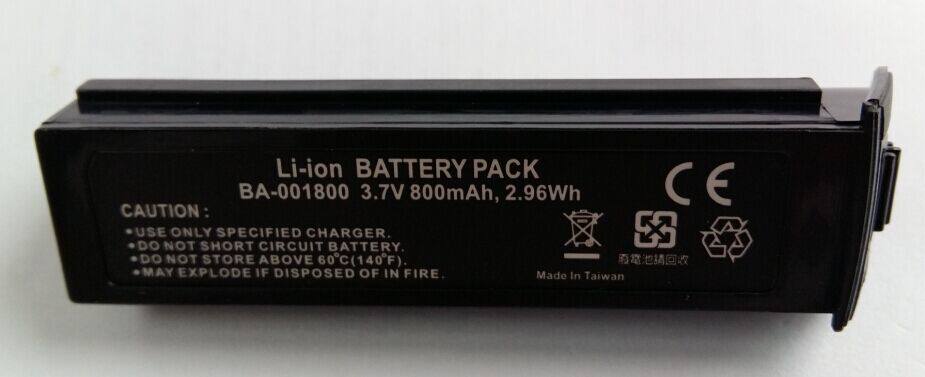 Li-ion BATTERY PACK
BA-001800 3.7V 800mAh, 2.96Wh
CE
CAUTION :
•USE ONLY SPECIFIED CHARGER.
•DO NOT SHORT CIRCUIT BATTERY.
•DO NOT STORE ABOVE 60°C(140°F).
•MAY EXPLODE IF DISPOSED OF IN FIRE.
廢電池請回收
Made In Taiwan